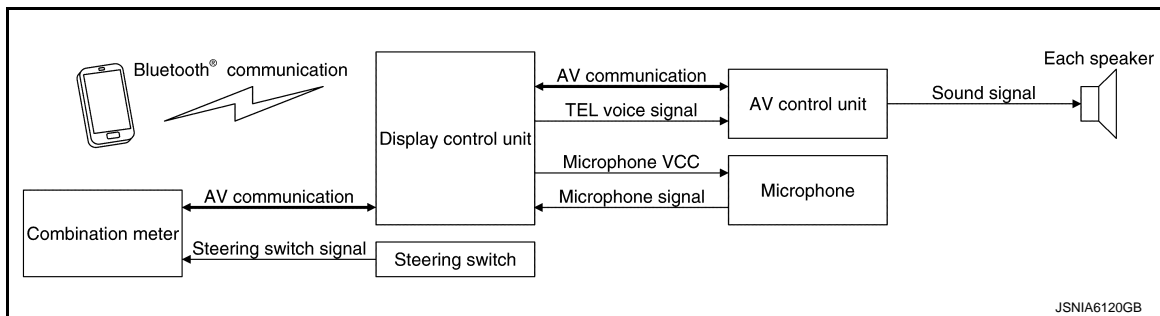 Bluetooth® communication
Each speaker
AV communication
AV control unit
Sound signal
TEL voice signal
Display control unit
Microphone VCC
Microphone
Microphone signal
AV communication
Combination meter
Steering switch signal
Steering switch
JSNIA6120GB